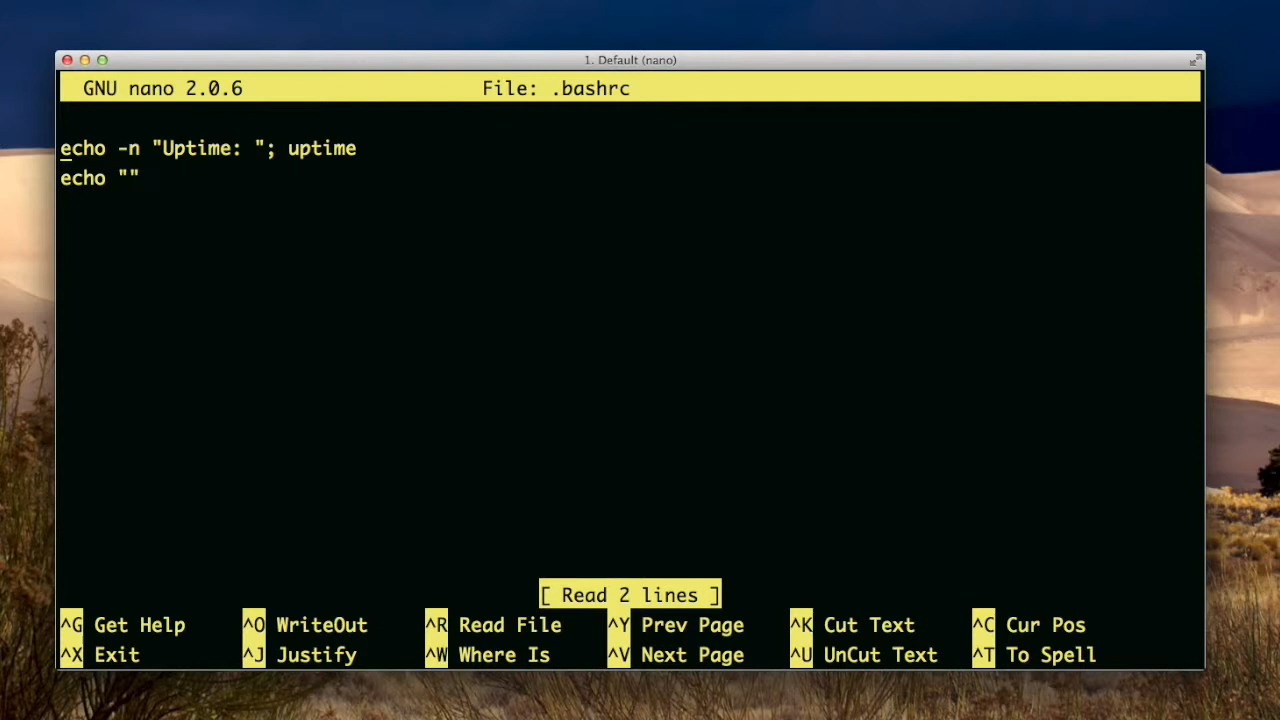 1. Default (nano)
GNU nano 2.0.6 File: .bashrc
echo -n "Uptime: "; uptime
echo ""
[ Read 2 lines ]
^G Get Help ^O WriteOut ^R Read File ^Y Prev Page ^K Cut Text ^C Cur Pos
^X Exit ^J Justify ^W Where Is ^V Next Page ^U UnCut Text ^T To Spell